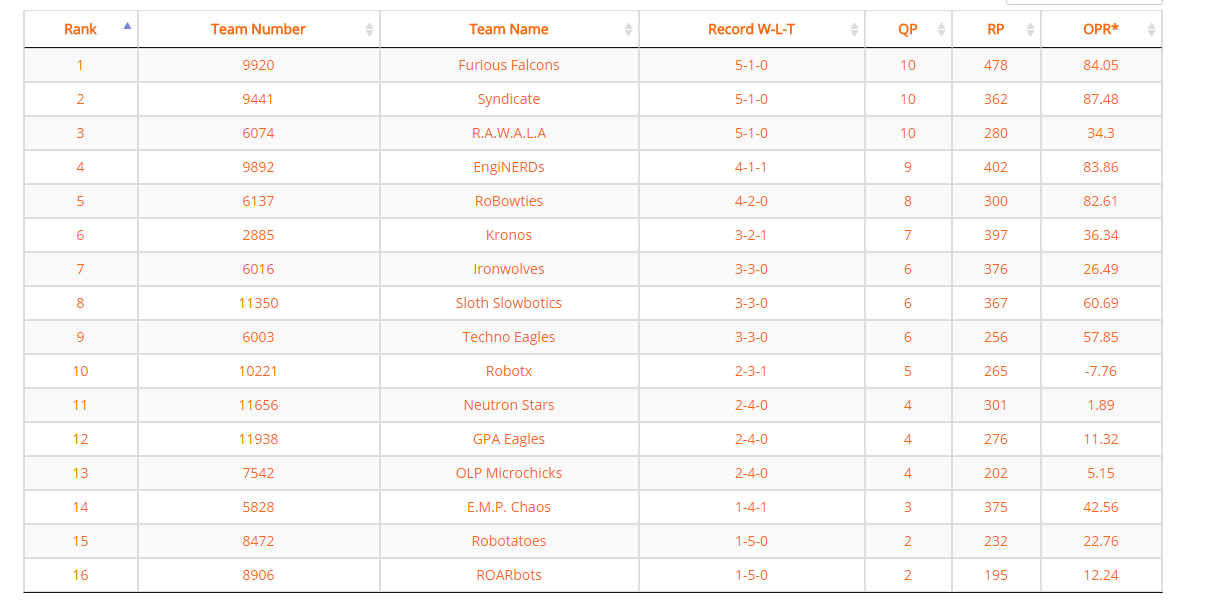 Rank Team Number Team Name Record W-L-T QP RP OPR*
1 9920 Furious Falcons 5-1-0 10 478 84.05
2 9441 Syndicate 5-1-0 10 362 87.48
3 6074 R.A.W.A.L.A 5-1-0 10 280 34.3
4 9892 EngiNERDs 4-1-1 9 402 83.86
5 6137 RoBowties 4-2-0 8 300 82.61
6 2885 Kronos 3-2-1 7 397 36.34
7 6016 Ironwolves 3-3-0 6 376 26.49
8 11350 Sloth Slowbotics 3-3-0 6 367 60.69
9 6003 Techno Eagles 3-3-0 6 256 57.85
10 10221 Robotx 2-3-1 5 265 -7.76
11 11656 Neutron Stars 2-4-0 4 301 1.89
12 11938 GPA Eagles 2-4-0 4 276 11.32
13 7542 OLP Microchicks 2-4-0 4 202 5.15
14 5828 E.M.P. Chaos 1-4-1 3 375 42.56
15 8472 Robotatoes 1-5-0 2 232 22.76
16 8906 ROARbots 1-5-0 2 195 12.24